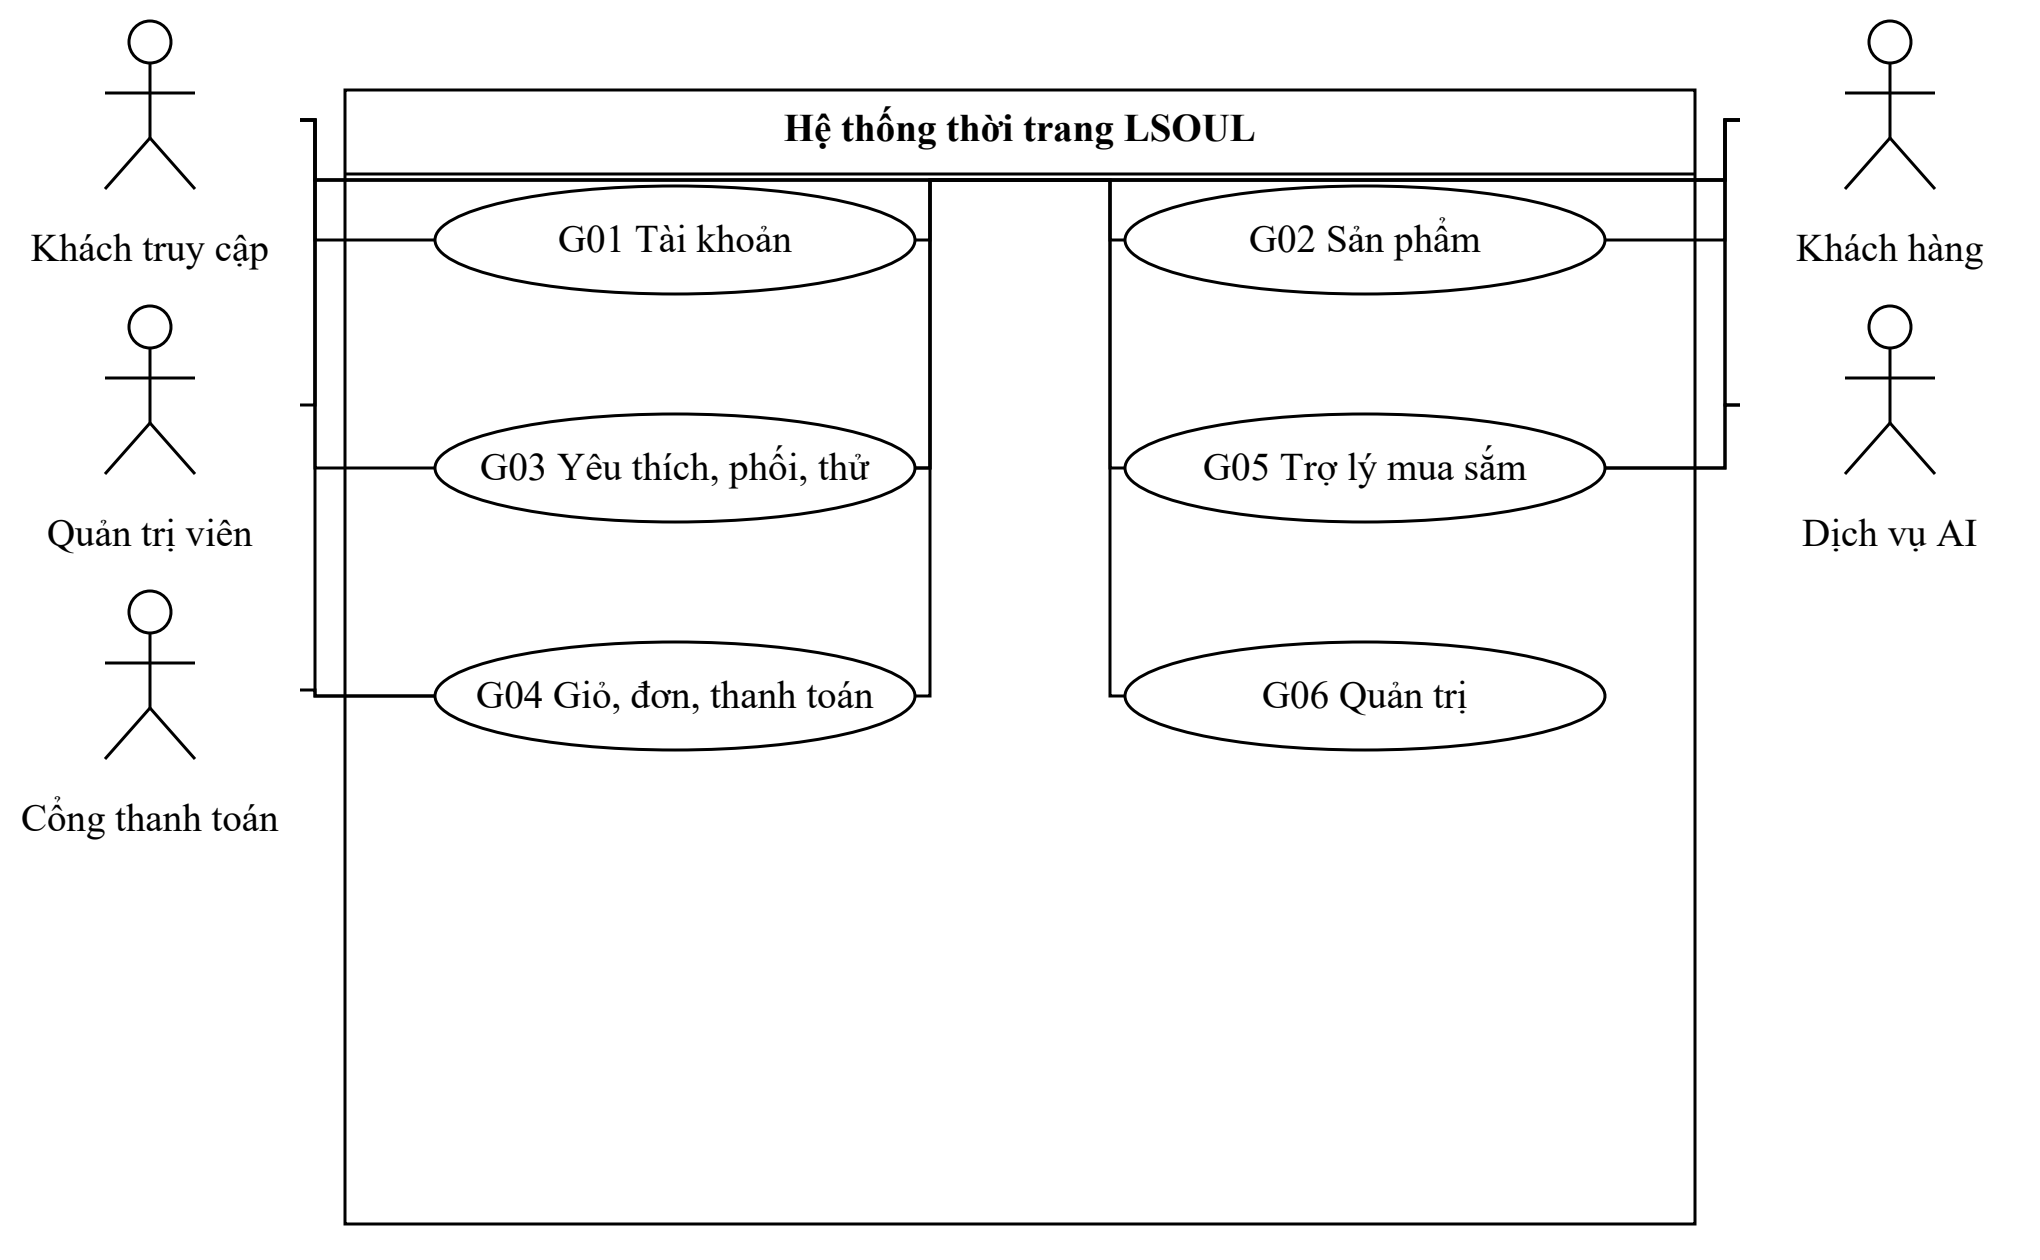 Hệ thống thời trang LSOUL
Khách truy cập
G01 Tài khoản
G02 Sản phẩm
Khách hàng
Quản trị viên
G03 Yêu thích, phối, thử
G05 Trợ lý mua sắm
Dịch vụ AI
G04 Giỏ, đơn, thanh toán
G06 Quản trị
Cổng thanh toán